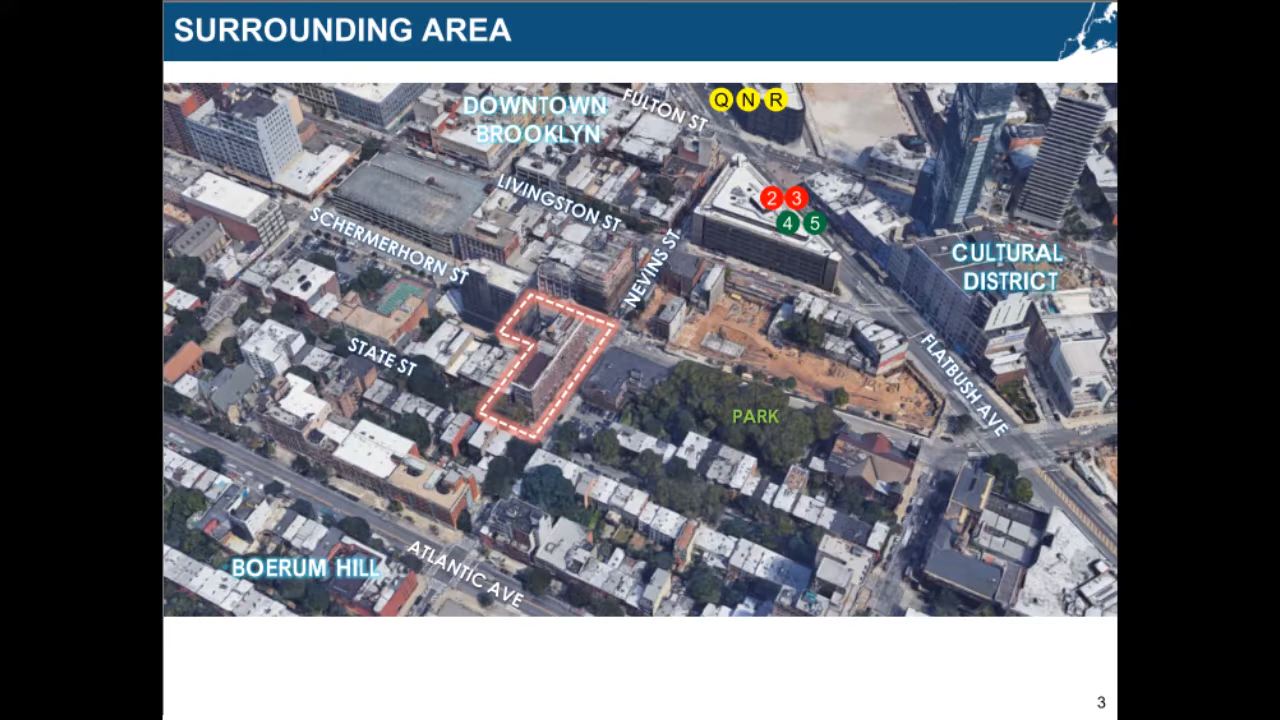 SURROUNDING AREA
DOWNTOWN
BROOKLYN
FULTON ST
Q N R
LIVINGSTON ST
2 3
4 5
SCHERMERHORN ST
NEVINS ST.
CULTURAL
DISTRICT
STATE ST
FLATBUSH AVE
PARK
BOERUM HILL
ATLANTIC AVE
3